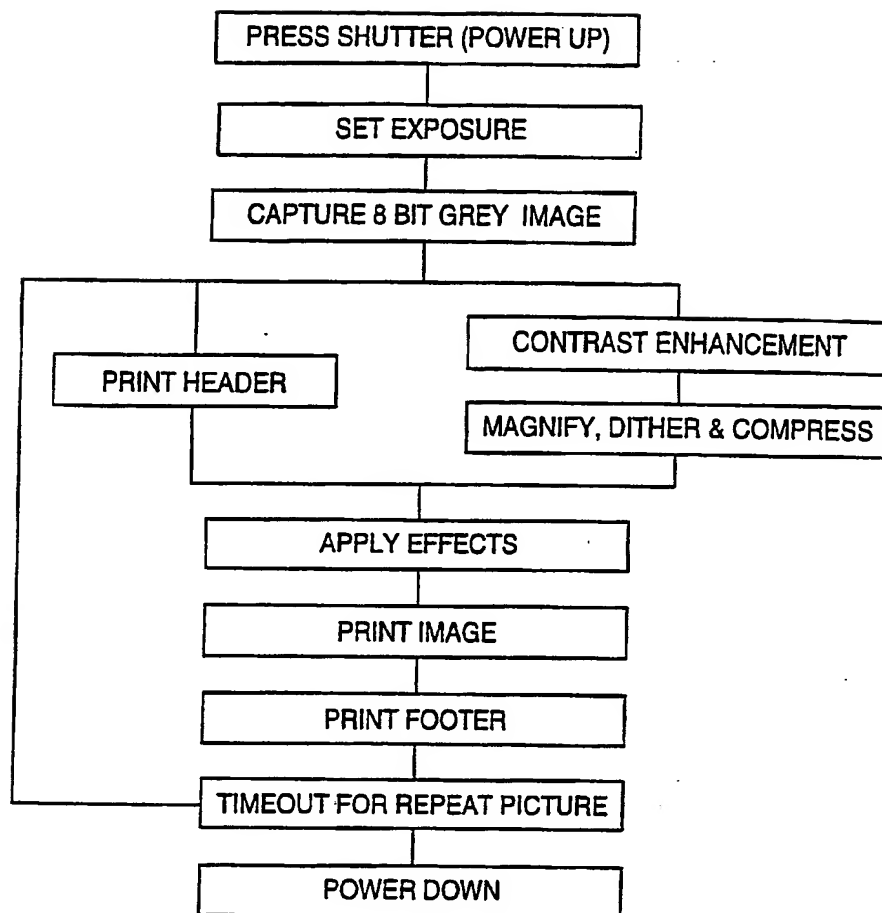 PRESS SHUTTER (POWER UP)
SET EXPOSURE
CAPTURE 8 BIT GREY IMAGE
PRINT HEADER
CONTRAST ENHANCEMENT
MAGNIFY, DITHER & COMPRESS
APPLY EFFECTS
PRINT IMAGE
PRINT FOOTER
TIMEOUT FOR REPEAT PICTURE
POWER DOWN